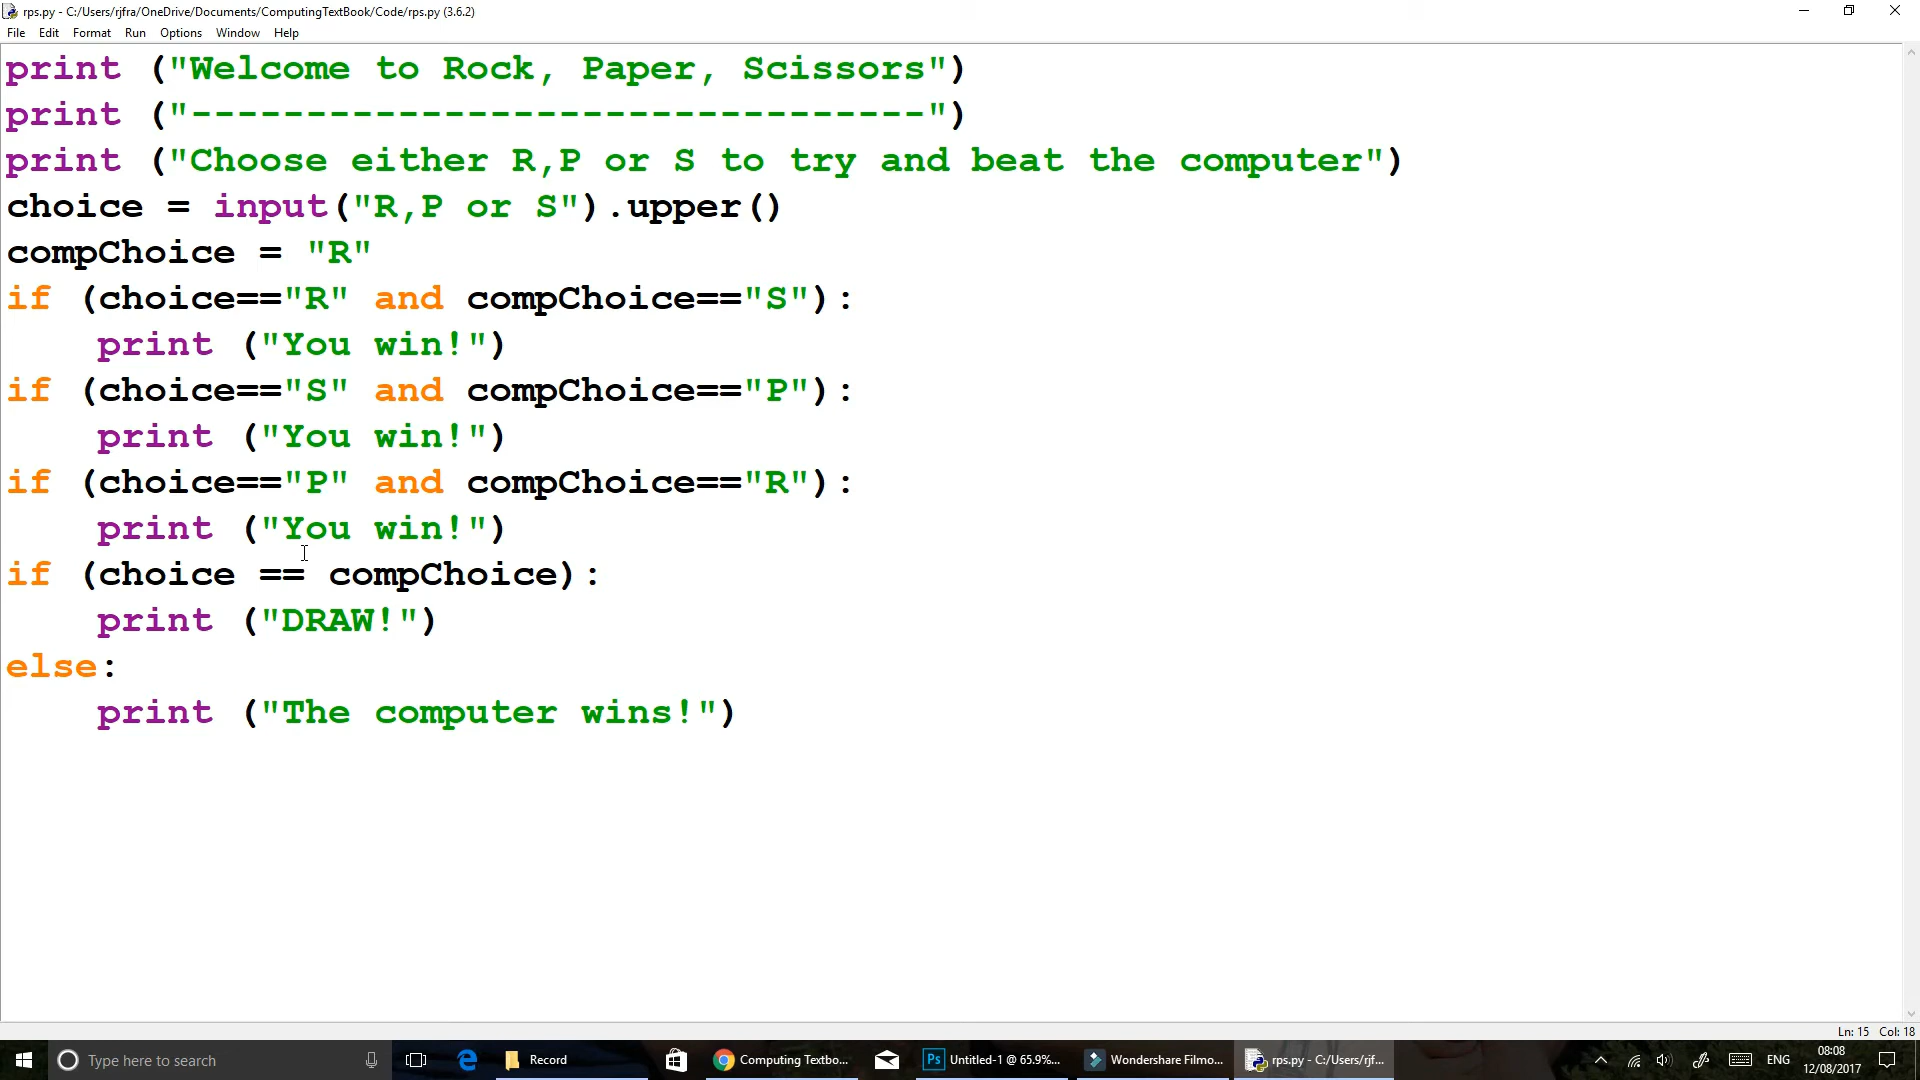 rps.py - C:/Users/rjfra/OneDrive/Documents/ComputingTextBook/Code/rps.py (3.6.2)
File Edit Format Run Options Window Help
print ("Welcome to Rock, Paper, Scissors")
print ("--------------------------------")
print ("Choose either R,P or S to try and beat the computer")
choice = input("R,P or S").upper()
compChoice = "R"
if (choice=="R" and compChoice=="S"):
    print ("You win!")
if (choice=="S" and compChoice=="P"):
    print ("You win!")
if (choice=="P" and compChoice=="R"):
    print ("You win!")
if (choice == compChoice):
    print ("DRAW!")
else:
    print ("The computer wins!")
Ln: 15 Col: 18
Type here to search Record Computing Textbo... Ps Untitled-1 @ 65.9%... Wondershare Filmo... rps.py - C:/Users/rjf... ENG 08:08
12/08/2017